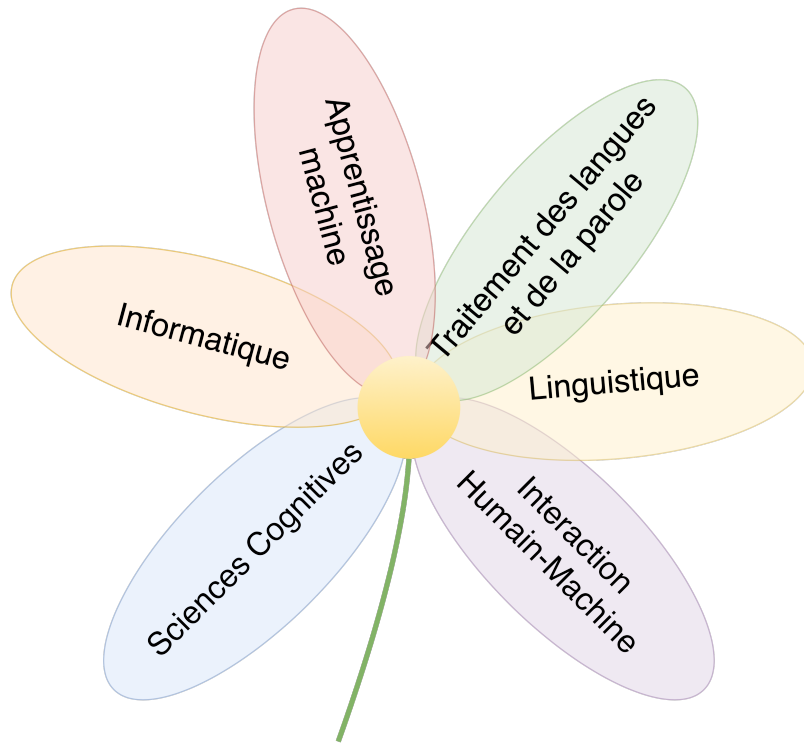 Apprentissage
machine
Traitement des langues
et de la parole
Informatique
Linguistique
Sciences Cognitives
Interaction
Humain-Machine